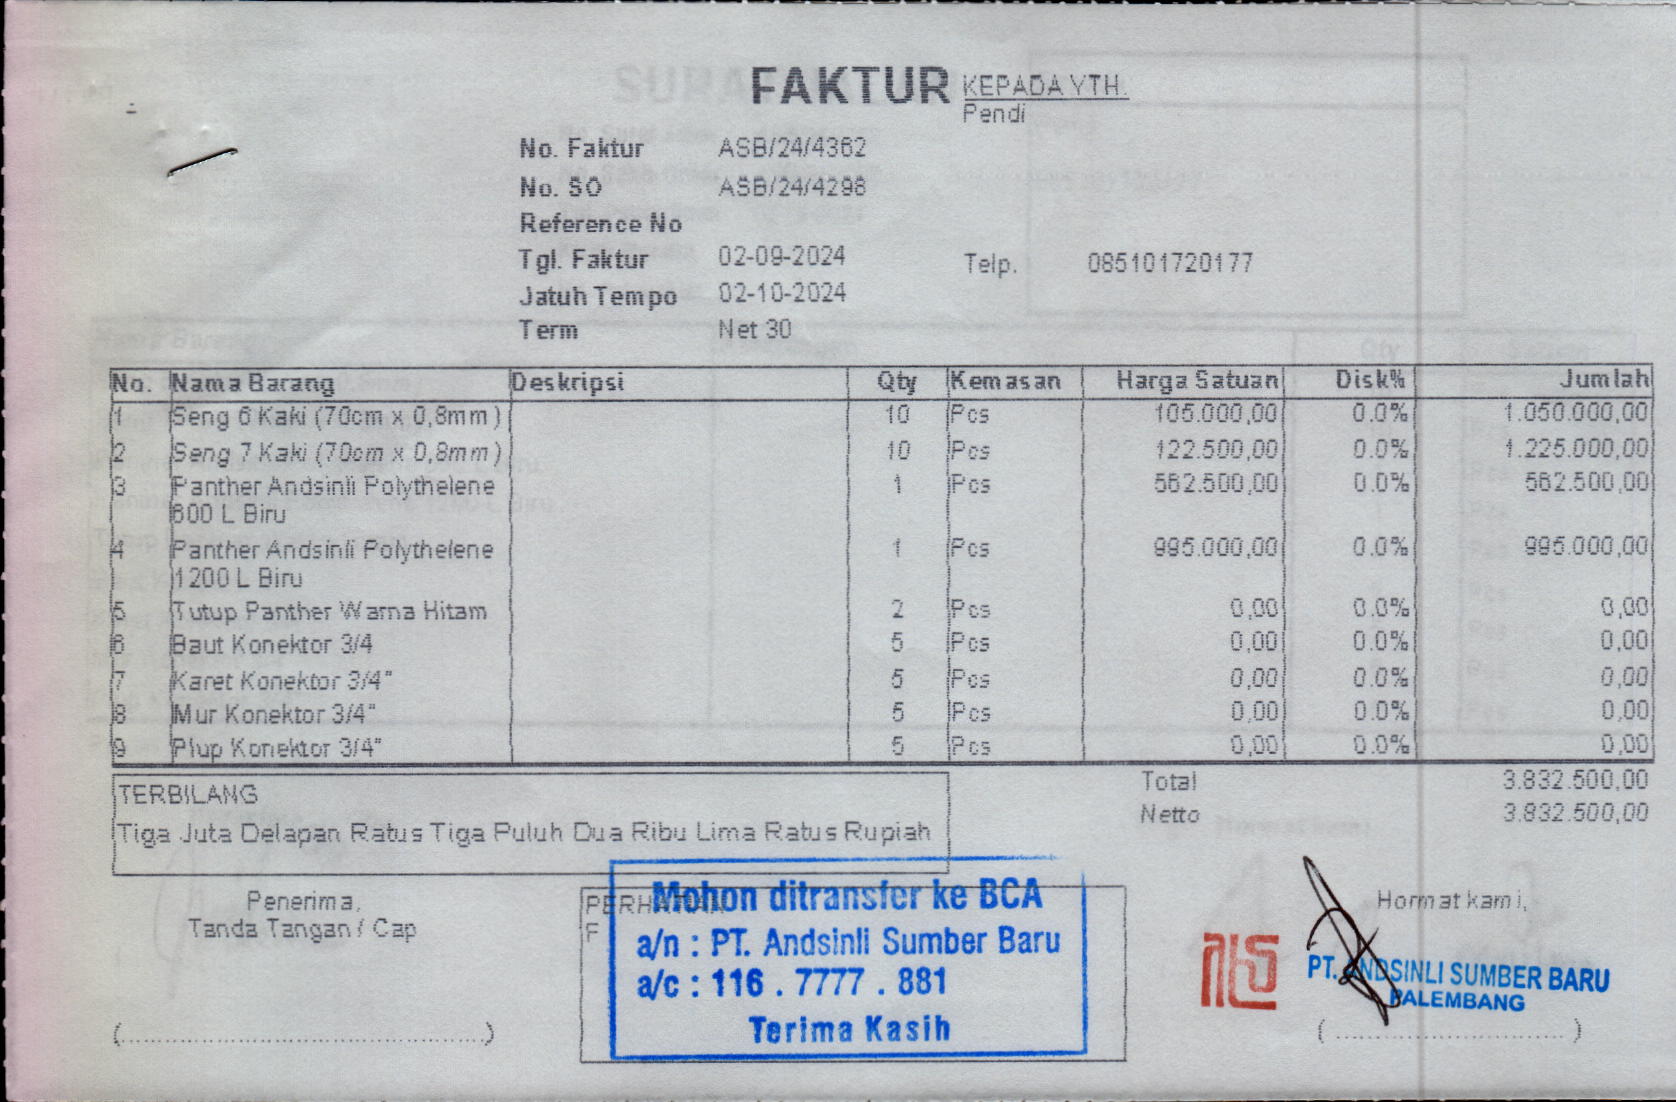 FAKTUR
KEPADA YTH.
Pendi
No. Faktur ASB/24/4362
No. SO ASB/24/4298
Reference No
Tgl. Faktur 02-09-2024
Telp. 085101720177
Jatuh Tempo 02-10-2024
Term Net 30
No. Nama Barang Deskripsi Qty Kemasan Harga Satuan Disk% Jumlah
1 Seng 6 Kaki (70cm x 0,8mm) 10 Pcs 105.000,00 0.0% 1.050.000,00
2 Seng 7 Kaki (70cm x 0,8mm) 10 Pcs 122.500,00 0.0% 1.225.000,00
3 Panther Andsinli Polythelene 1 Pcs 562.500,00 0.0% 562.500,00
600 L Biru
4 Panther Andsinli Polythelene 1 Pcs 995.000,00 0.0% 995.000,00
1200 L Biru
5 Tutup Panther Warna Hitam 2 Pcs 0,00 0.0% 0,00
6 Baut Konektor 3/4 5 Pcs 0,00 0.0% 0,00
7 Karet Konektor 3/4" 5 Pcs 0,00 0.0% 0,00
8 Mur Konektor 3/4" 5 Pcs 0,00 0.0% 0,00
9 Plup Konektor 3/4" 5 Pcs 0,00 0.0% 0,00
Total 3.832.500,00
Netto 3.832.500,00
TERBILANG
Tiga Juta Delapan Ratus Tiga Puluh Dua Ribu Lima Ratus Rupiah
Penerima,
Tanda Tangan / Cap
(................................................)
PERHATIAN
F
Mohon ditransfer ke BCA
a/n : PT. Andsinli Sumber Baru
a/c : 116 . 7777 . 881
Terima Kasih
Hormat kami,
PT. ANDSINLI SUMBER BARU
PALEMBANG
( .............................. )